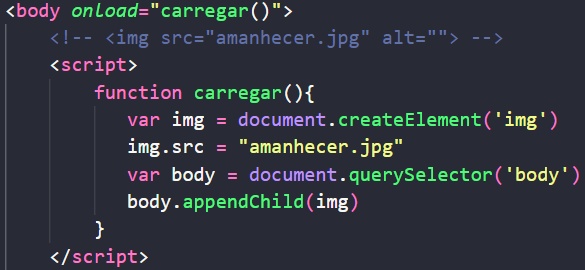 <body onload="carregar()">
<!-- <img src="amanhecer.jpg" alt=""> -->
<script>
function carregar(){
var img = document.createElement('img')
img.src = "amanhecer.jpg"
var body = document.querySelector('body')
body.appendChild(img)
}
</script>